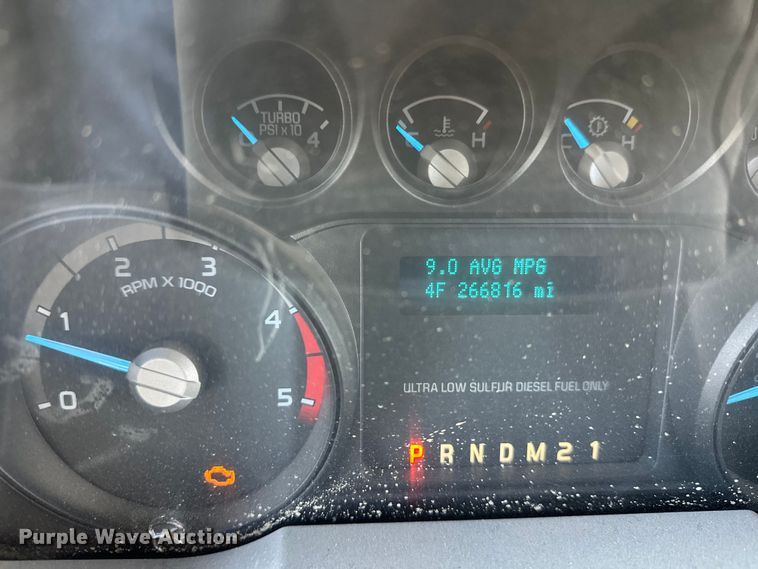 TURBO
PSI x 10
0 4
C H
C H
0 1 2 3 4 5
RPM X 1000
9.0 AVG MPG
4F 266816 mi
ULTRA LOW SULFUR DIESEL FUEL ONLY
P R N D M 2 1
Purple Wave Auction